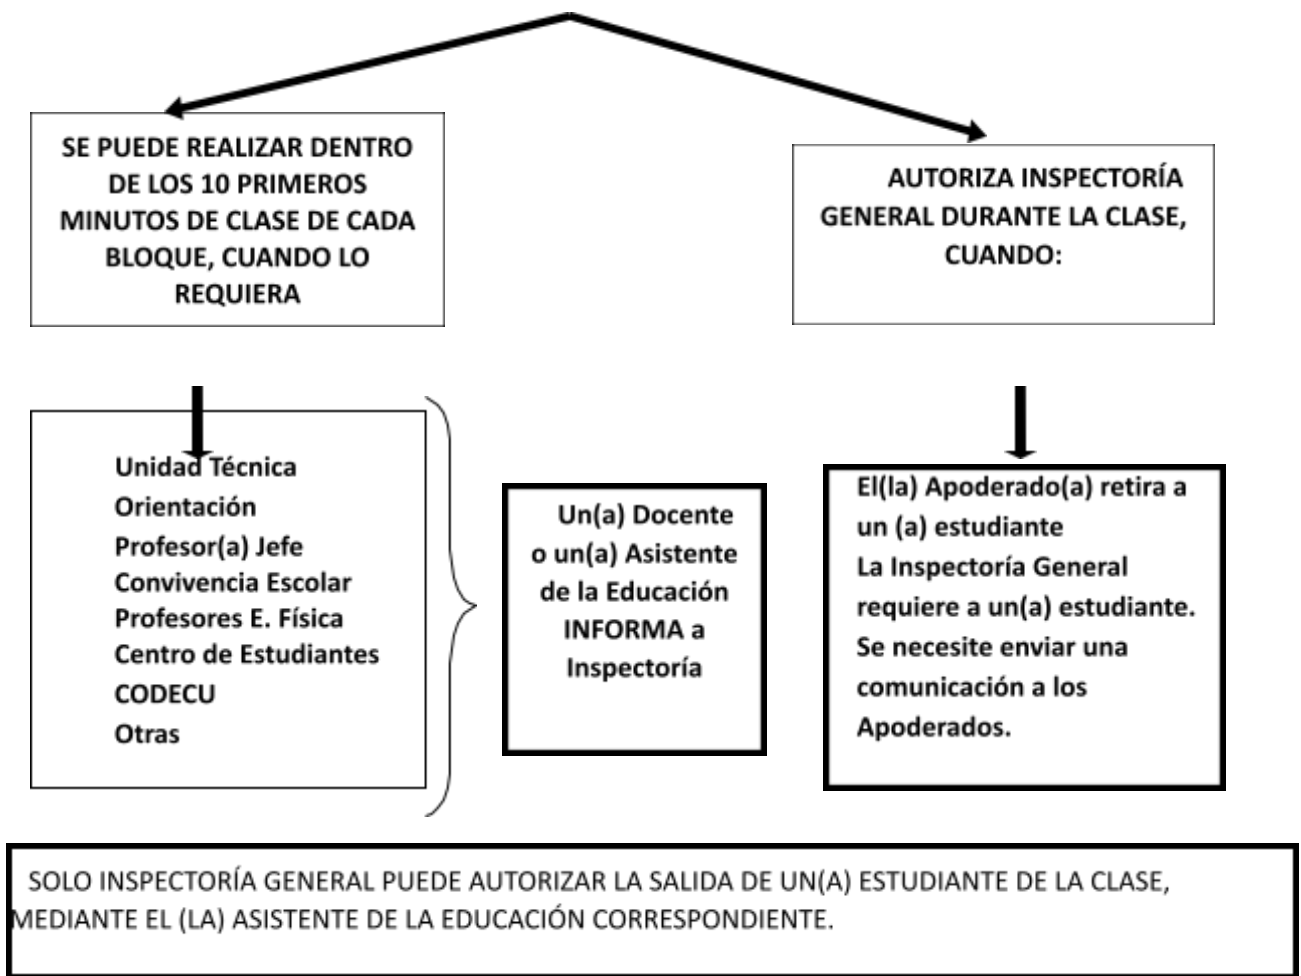 SE PUEDE REALIZAR DENTRO
DE LOS 10 PRIMEROS
MINUTOS DE CLASE DE CADA
BLOQUE, CUANDO LO
REQUIERA
AUTORIZA INSPECTORÍA
GENERAL DURANTE LA CLASE,
CUANDO:
Unidad Técnica
Orientación
Profesor(a) Jefe
Convivencia Escolar
Profesores E. Física
Centro de Estudiantes
CODECU
Otras
Un(a) Docente
o un(a) Asistente
de la Educación
INFORMA a
Inspectoría
El(la) Apoderado(a) retira a
un (a) estudiante
La Inspectoría General
requiere a un(a) estudiante.
Se necesite enviar una
comunicación a los
Apoderados.
SOLO INSPECTORÍA GENERAL PUEDE AUTORIZAR LA SALIDA DE UN(A) ESTUDIANTE DE LA CLASE,
MEDIANTE EL (LA) ASISTENTE DE LA EDUCACIÓN CORRESPONDIENTE.